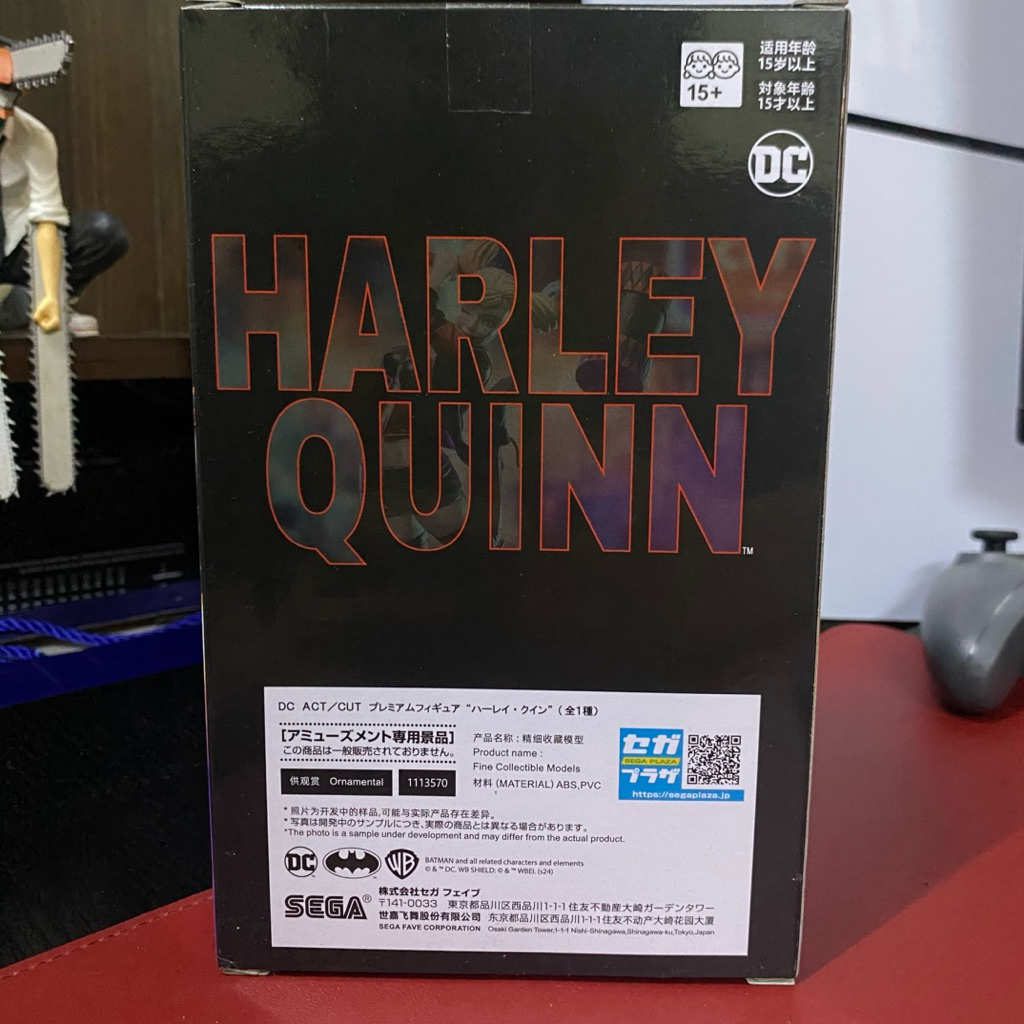 15+
适用年龄
15岁以上
対象年齢
15才以上
DC
HARLEY
QUINN™
DC ACT／CUT プレミアムフィギュア “ハーレイ・クイン” (全1種)
[アミューズメント専用景品]
この商品は一般販売されておりません。
供观赏 Ornamental
1113570
产品名称：精细收藏模型
Product name :
Fine Collectible Models
材料 (MATERIAL) ABS,PVC
セガ
SEGA PLAZA
プラザ
https://segaplaza.jp
* 照片为开发中的样品,可能与实际产品存在差异。
* 写真は開発中のサンプルにつき、実際の商品とは異なる場合があります。
*The photo is a sample under development and may differ from the actual product.
DC
WB
BATMAN and all related characters and elements
© & ™ DC. WB SHIELD: © & ™ WBEI. (s24)
SEGA®
株式会社セガ フェイブ
〒141-0033 東京都品川区西品川1-1-1 住友不動産大崎ガーデンタワー
世嘉飞舞股份有限公司 东京都品川区西品川1-1-1 住友不动产大崎花园大厦
SEGA FAVE CORPORATION Osaki Garden Tower,1-1-1 Nishi-Shinagawa,Shinagawa-ku,Tokyo,Japan